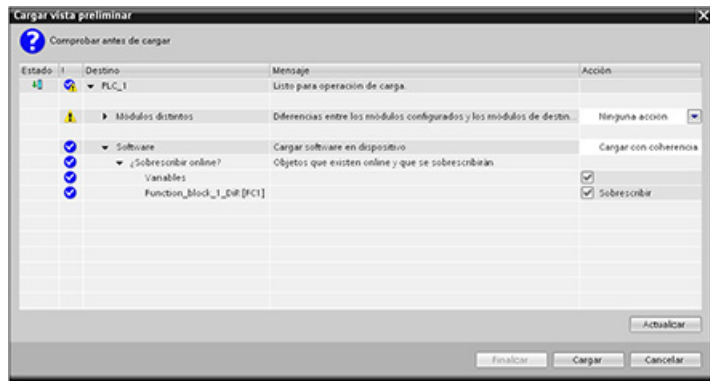 Cargar vista preliminar
X
? Comprobar antes de cargar
Estado ! Destino Mensaje Acción
PLC_1 Listo para operación de carga.
Módulos distintos Diferencias entre los módulos configurados y los módulos de destin... Ninguna acción
Software Cargar software en dispositivo Cargar con coherencia
¿Sobrescribir online? Objetos que existen online y que se sobrescribirán
Variables
Function_block_1_DiR [FC1] Sobrescribir
Actualizar
Finalizar Cargar Cancelar